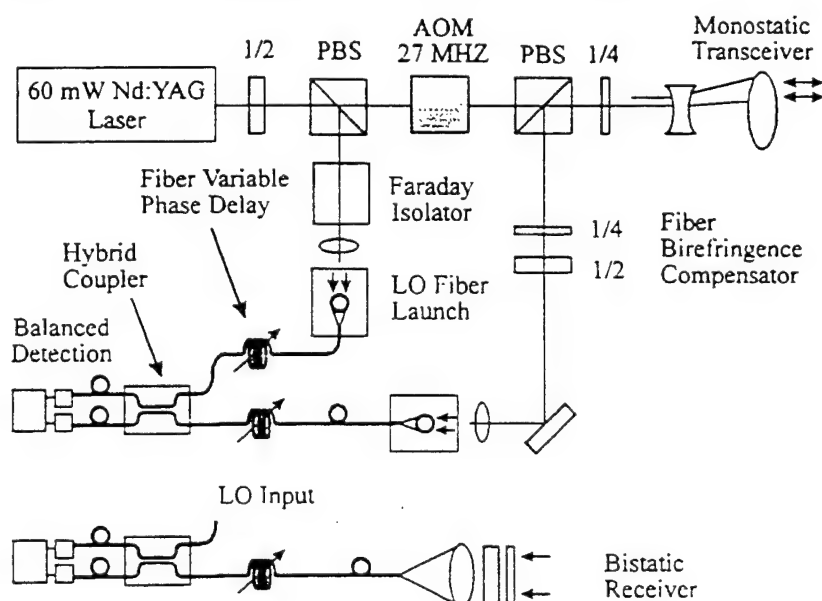 1/2
PBS
AOM
27 MHZ
PBS
1/4
Monostatic
Transceiver
60 mW Nd:YAG
Laser
Fiber Variable
Phase Delay
Faraday
Isolator
1/4
1/2
Fiber
Birefringence
Compensator
Hybrid
Coupler
LO Fiber
Launch
Balanced
Detection
LO Input
Bistatic
Receiver